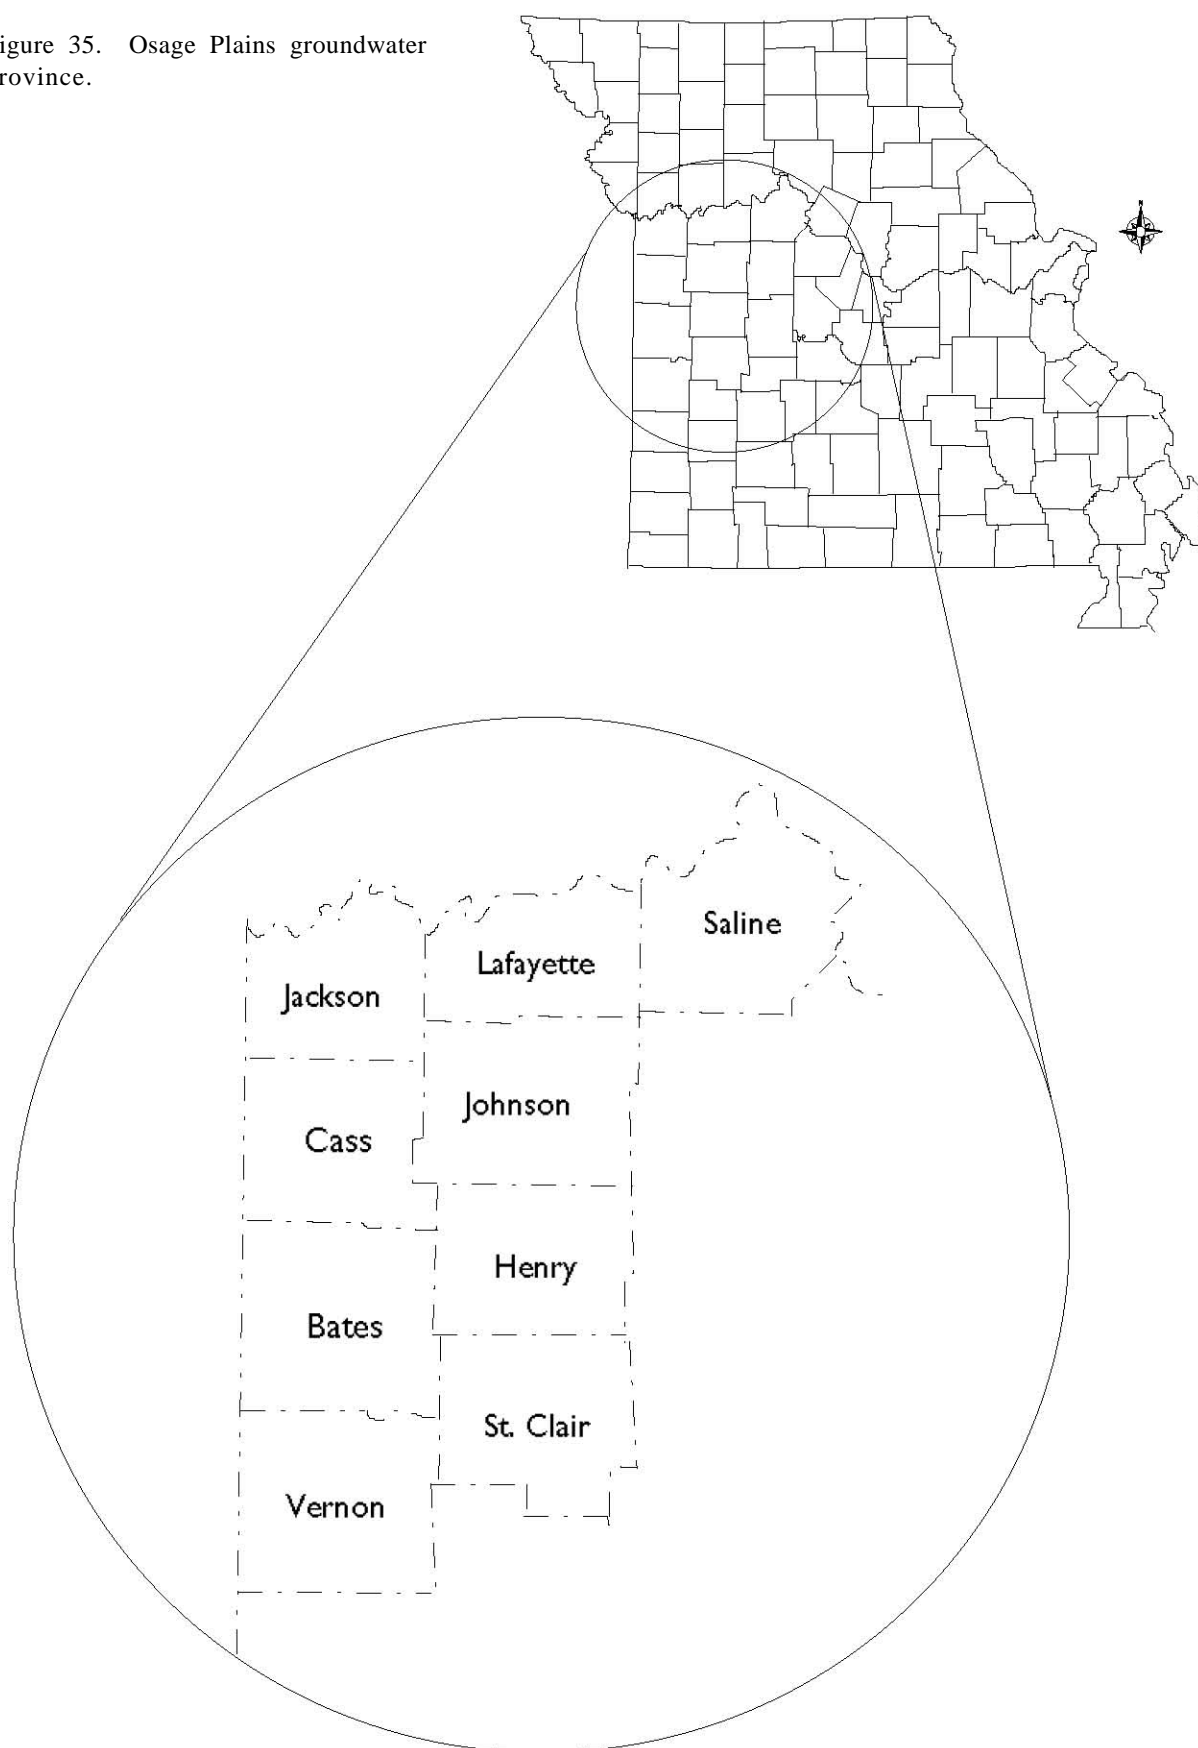 igure 35. Osage Plains groundwater
rovince.
N
Saline
Lafayette
Jackson
Johnson
Cass
Henry
Bates
St. Clair
Vernon